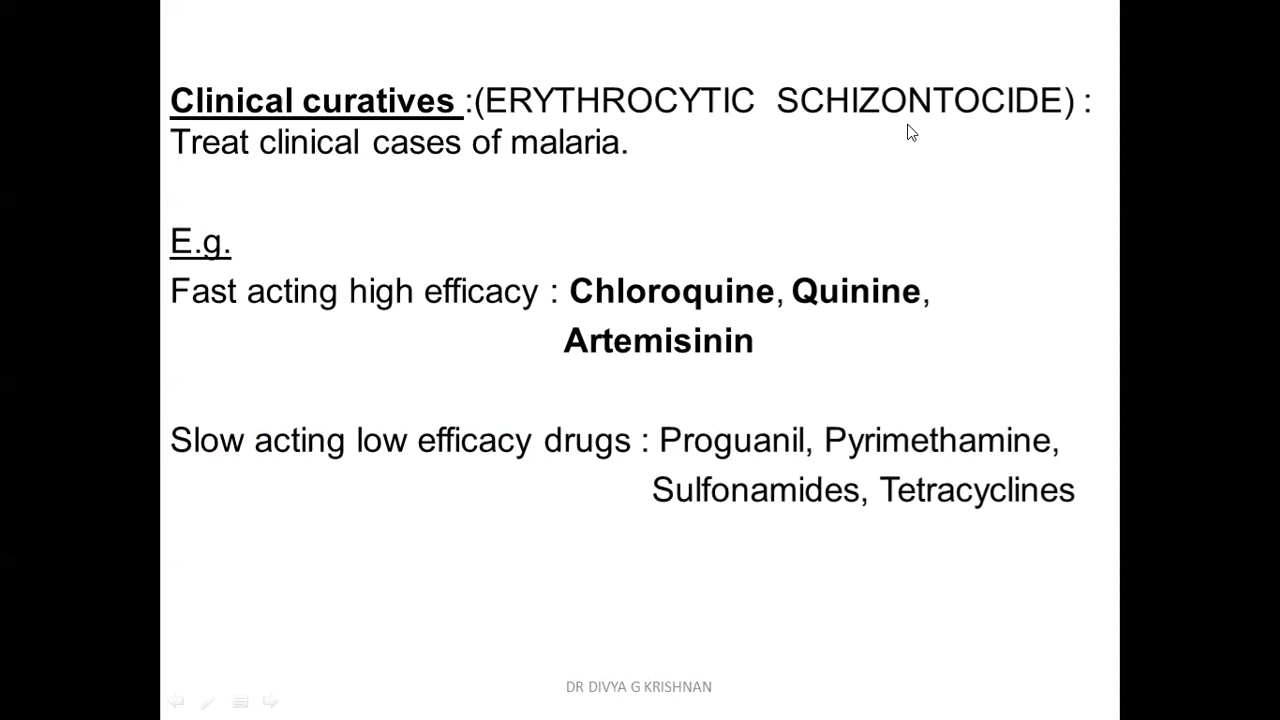 Clinical curatives :(ERYTHROCYTIC SCHIZONTOCIDE) :
Treat clinical cases of malaria.
E.g.
Fast acting high efficacy : Chloroquine, Quinine,
Artemisinin
Slow acting low efficacy drugs : Proguanil, Pyrimethamine,
Sulfonamides, Tetracyclines
DR DIVYA G KRISHNAN